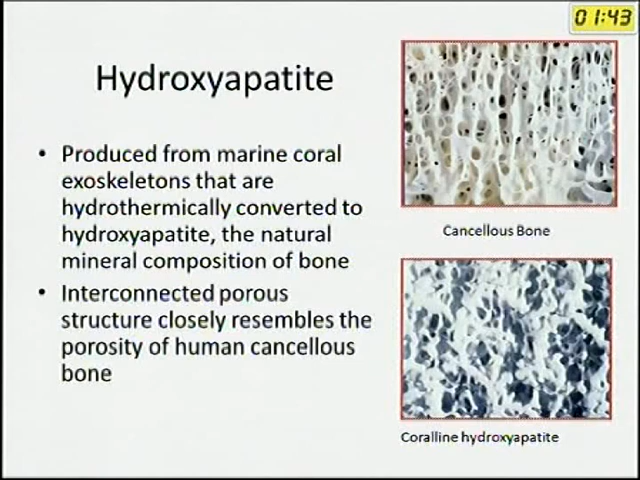 01:43
Hydroxyapatite
• Produced from marine coral
exoskeletons that are
hydrothermically converted to
hydroxyapatite, the natural
mineral composition of bone
• Interconnected porous
structure closely resembles the
porosity of human cancellous
bone
Cancellous Bone
Coralline hydroxyapatite